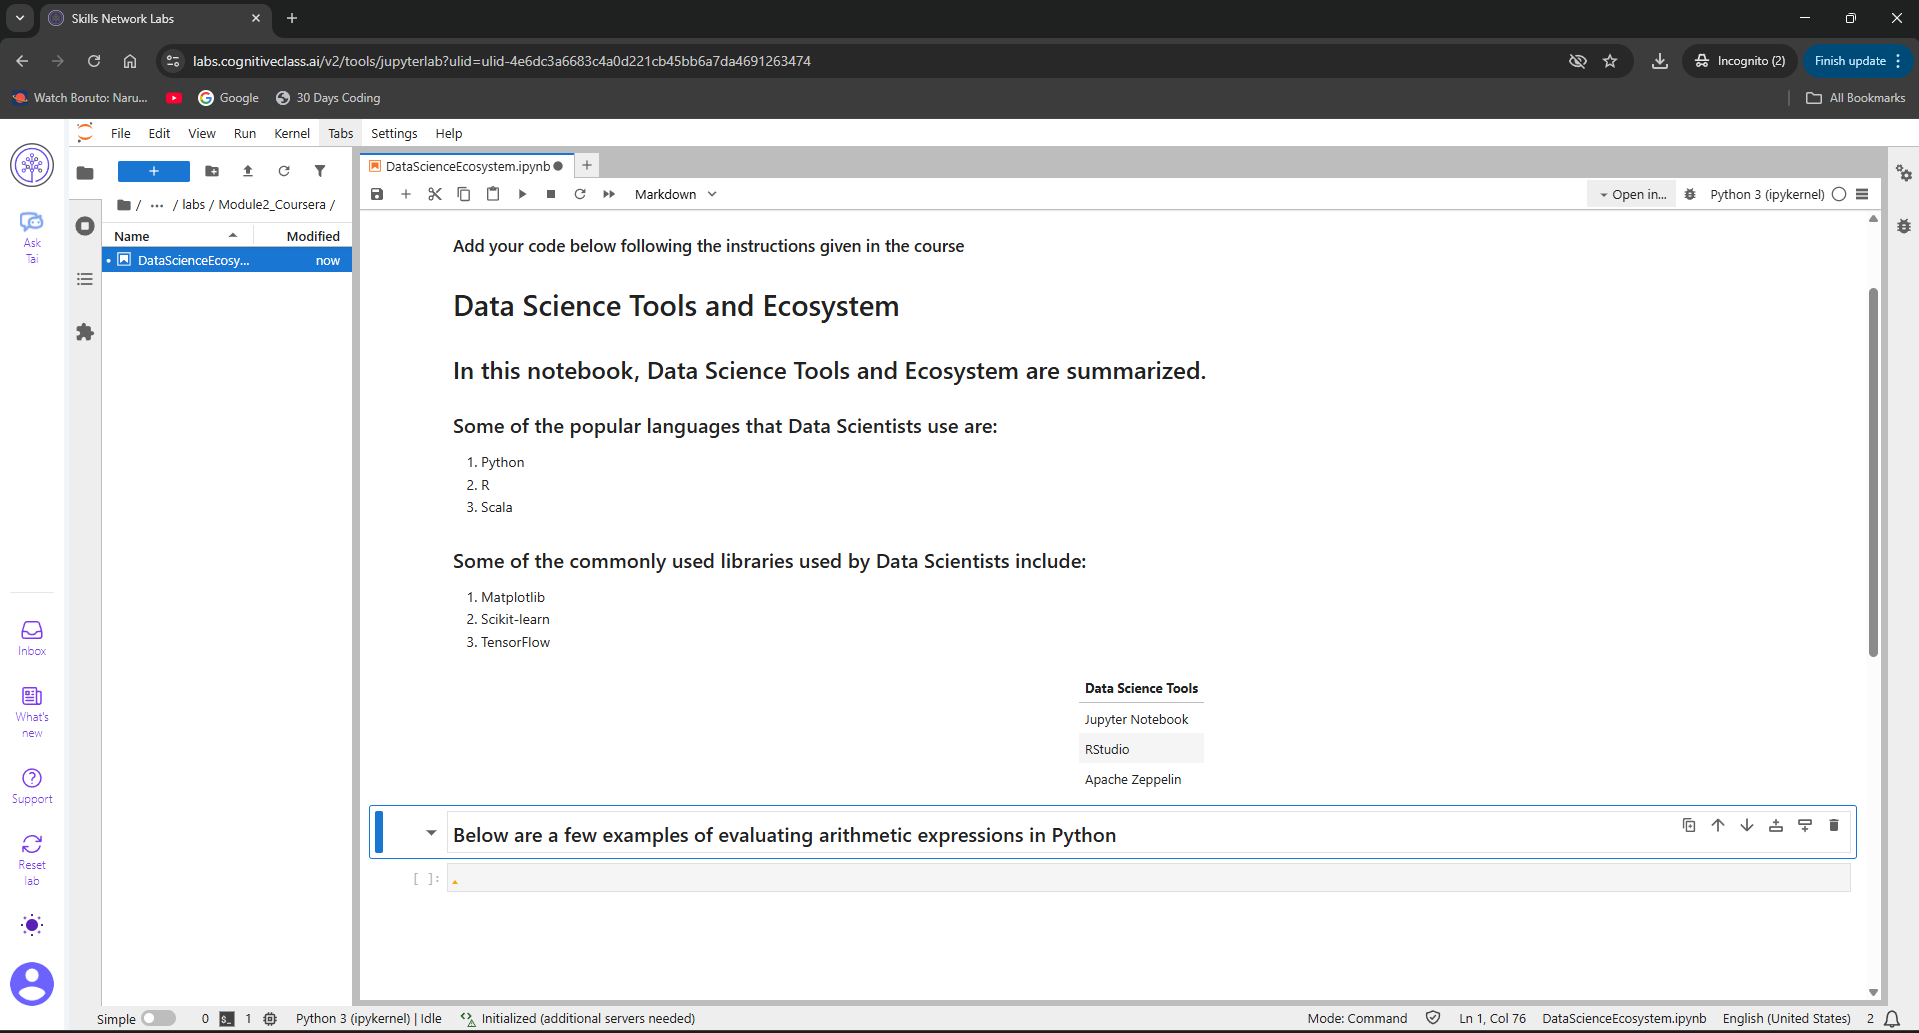 Skills Network Labs
labs.cognitiveclass.ai/v2/tools/jupyterlab?ulid=ulid-4e6dc3a6683c4a0d221cb45bb6a7da4691263474
Incognito (2)
Finish update
Watch Boruto: Naru...
Google
30 Days Coding
All Bookmarks
File Edit View Run Kernel Tabs Settings Help
DataScienceEcosystem.ipynb
Markdown
Open in...
Python 3 (ipykernel)
/ ... / labs / Module2_Coursera /
Name Modified
DataScienceEcosy... now
Ask
Tai
Inbox
What's
new
Support
Reset
lab
Add your code below following the instructions given in the course
Data Science Tools and Ecosystem
In this notebook, Data Science Tools and Ecosystem are summarized.
Some of the popular languages that Data Scientists use are:
1. Python
2. R
3. Scala
Some of the commonly used libraries used by Data Scientists include:
1. Matplotlib
2. Scikit-learn
3. TensorFlow
Data Science Tools
Jupyter Notebook
RStudio
Apache Zeppelin
Below are a few examples of evaluating arithmetic expressions in Python
[ ]:
Simple 0 $_ 1 Python 3 (ipykernel) | Idle Initialized (additional servers needed) Mode: Command Ln 1, Col 76 DataScienceEcosystem.ipynb English (United States) 2